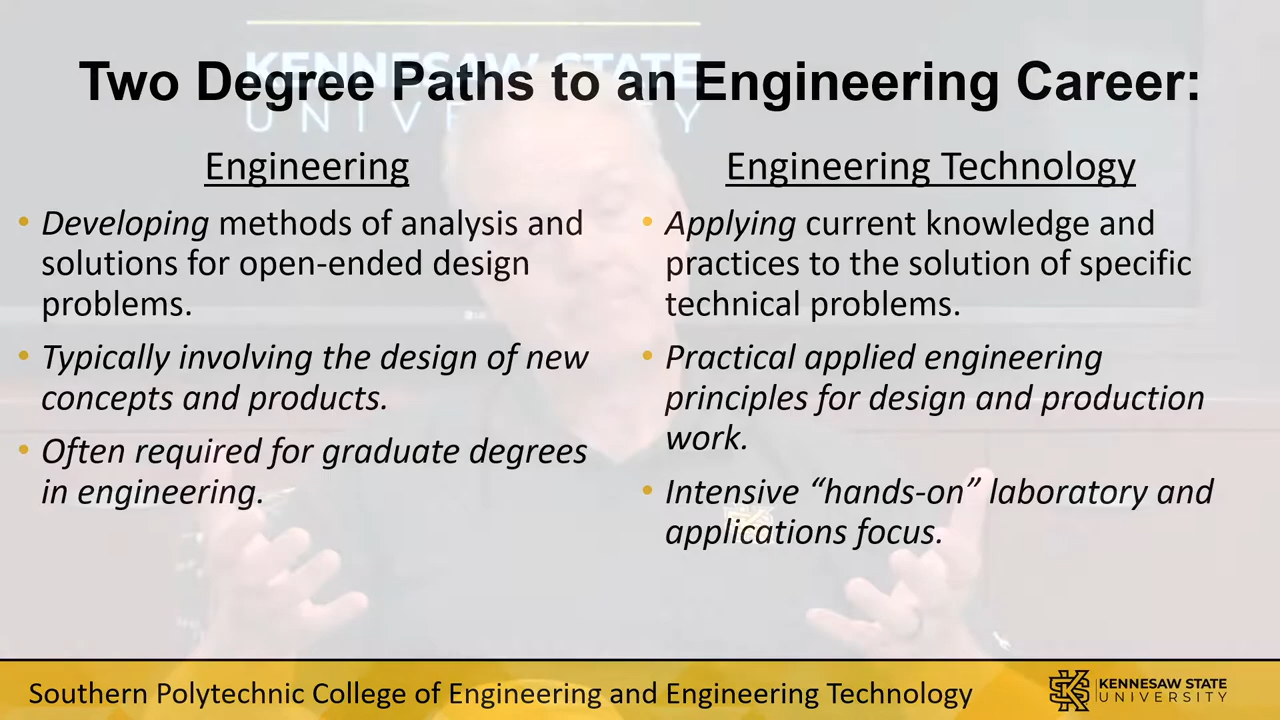 KENNESAW STATE
UNIVERSITY
Two Degree Paths to an Engineering Career:
Engineering
• Developing methods of analysis and
solutions for open-ended design
problems.
• Typically involving the design of new
concepts and products.
• Often required for graduate degrees
in engineering.
Engineering Technology
• Applying current knowledge and
practices to the solution of specific
technical problems.
• Practical applied engineering
principles for design and production
work.
• Intensive “hands-on” laboratory and
applications focus.
Southern Polytechnic College of Engineering and Engineering Technology
KENNESAW STATE
UNIVERSITY